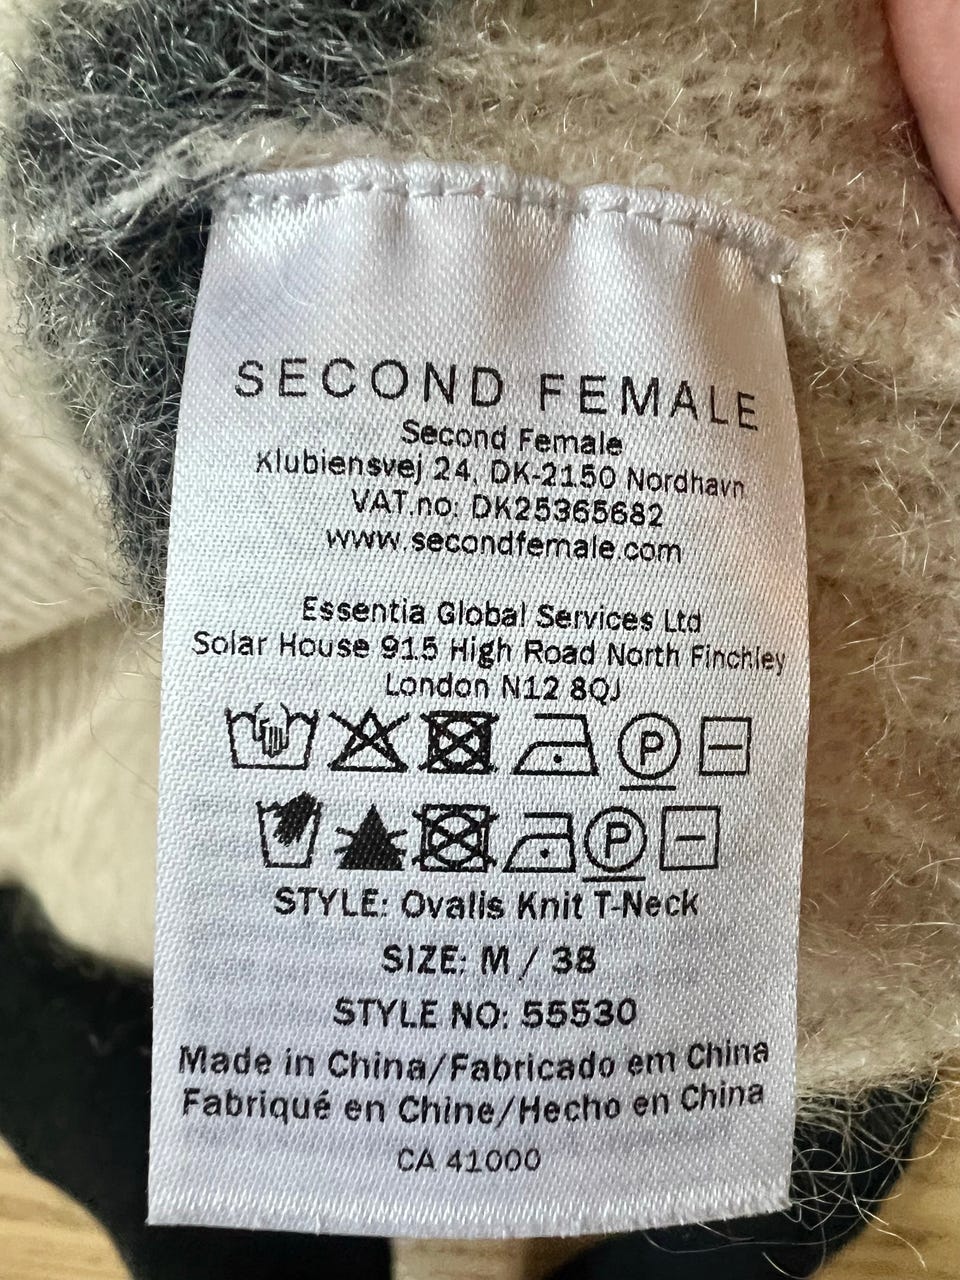 SECOND FEMALE
Second Female
Klubiensvej 24, DK-2150 Nordhavn
VAT.no: DK25365682
www.secondfemale.com
Essentia Global Services Ltd
Solar House 915 High Road North Finchley
London N12 8QJ
P
P
STYLE: Ovalis Knit T-Neck
SIZE: M / 38
STYLE NO: 55530
Made in China/Fabricado em China
Fabriqué en Chine/Hecho en China
CA 41000